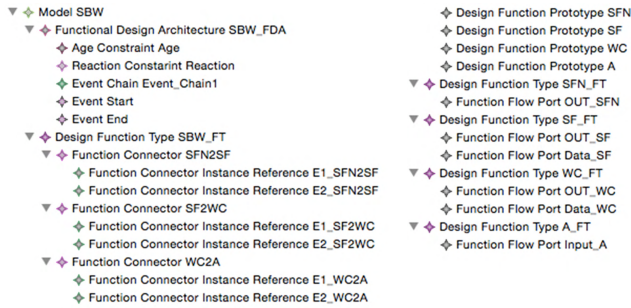 Model SBW
Functional Design Architecture SBW_FDA
Age Constraint Age
Reaction Constarint Reaction
Event Chain Event_Chain1
Event Start
Event End
Design Function Type SBW_FT
Function Connector SFN2SF
Function Connector Instance Reference E1_SFN2SF
Function Connector Instance Reference E2_SFN2SF
Function Connector SF2WC
Function Connector Instance Reference E1_SF2WC
Function Connector Instance Reference E2_SF2WC
Function Connector WC2A
Function Connector Instance Reference E1_WC2A
Function Connector Instance Reference E2_WC2A
Design Function Prototype SFN
Design Function Prototype SF
Design Function Prototype WC
Design Function Prototype A
Design Function Type SFN_FT
Function Flow Port OUT_SFN
Design Function Type SF_FT
Function Flow Port OUT_SF
Function Flow Port Data_SF
Design Function Type WC_FT
Function Flow Port OUT_WC
Function Flow Port Data_WC
Design Function Type A_FT
Function Flow Port Input_A